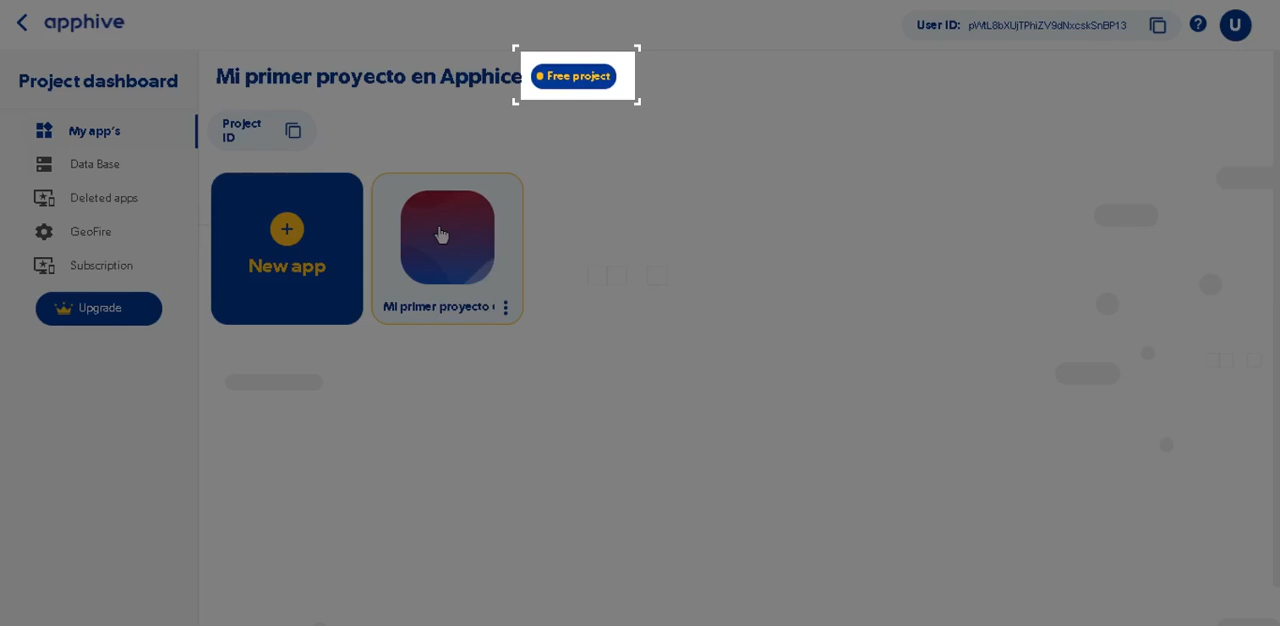 apphive
User ID: pWtL8bXUjTPhiZV9dNxcskSnBP13
?
U
Project dashboard
Mi primer proyecto en Apphice
Free project
My app's
Project ID
Data Base
Deleted apps
GeoFire
Subscription
Upgrade
New app
Mi primer proyecto